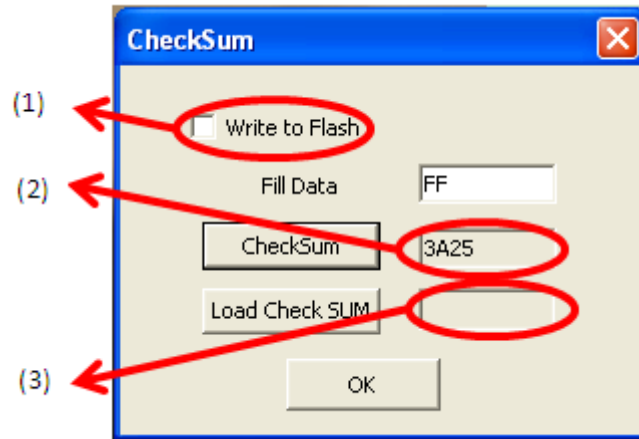 CheckSum
(1)
Write to Flash
(2)
Fill Data FF
CheckSum 3A25
Load Check SUM
(3)
OK